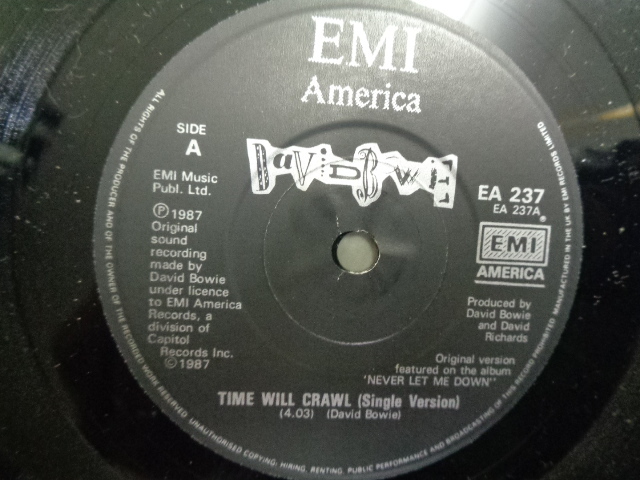 EMI
America
SIDE
A
DAVID BOWIE
EMI Music
Publ. Ltd.
Ⓟ1987
Original
sound
recording
made by
David Bowie
under licence
to EMI America
Records, a
division of
Capitol
Records Inc.
©1987
EA 237
EA 237A
EMI
AMERICA
Produced by
David Bowie
and David
Richards
Original version
featured on the album
'NEVER LET ME DOWN''
TIME WILL CRAWL (Single Version)
(4.03) (David Bowie)
ALL RIGHTS OF THE PRODUCER AND OF THE OWNER OF THE RECORDED WORK RESERVED. UNAUTHORISED COPYING, HIRING, RENTING, PUBLIC PERFORMANCE AND BROADCASTING OF THIS RECORD PROHIBITED. MANUFACTURED IN THE UK BY EMI RECORDS LIMITED